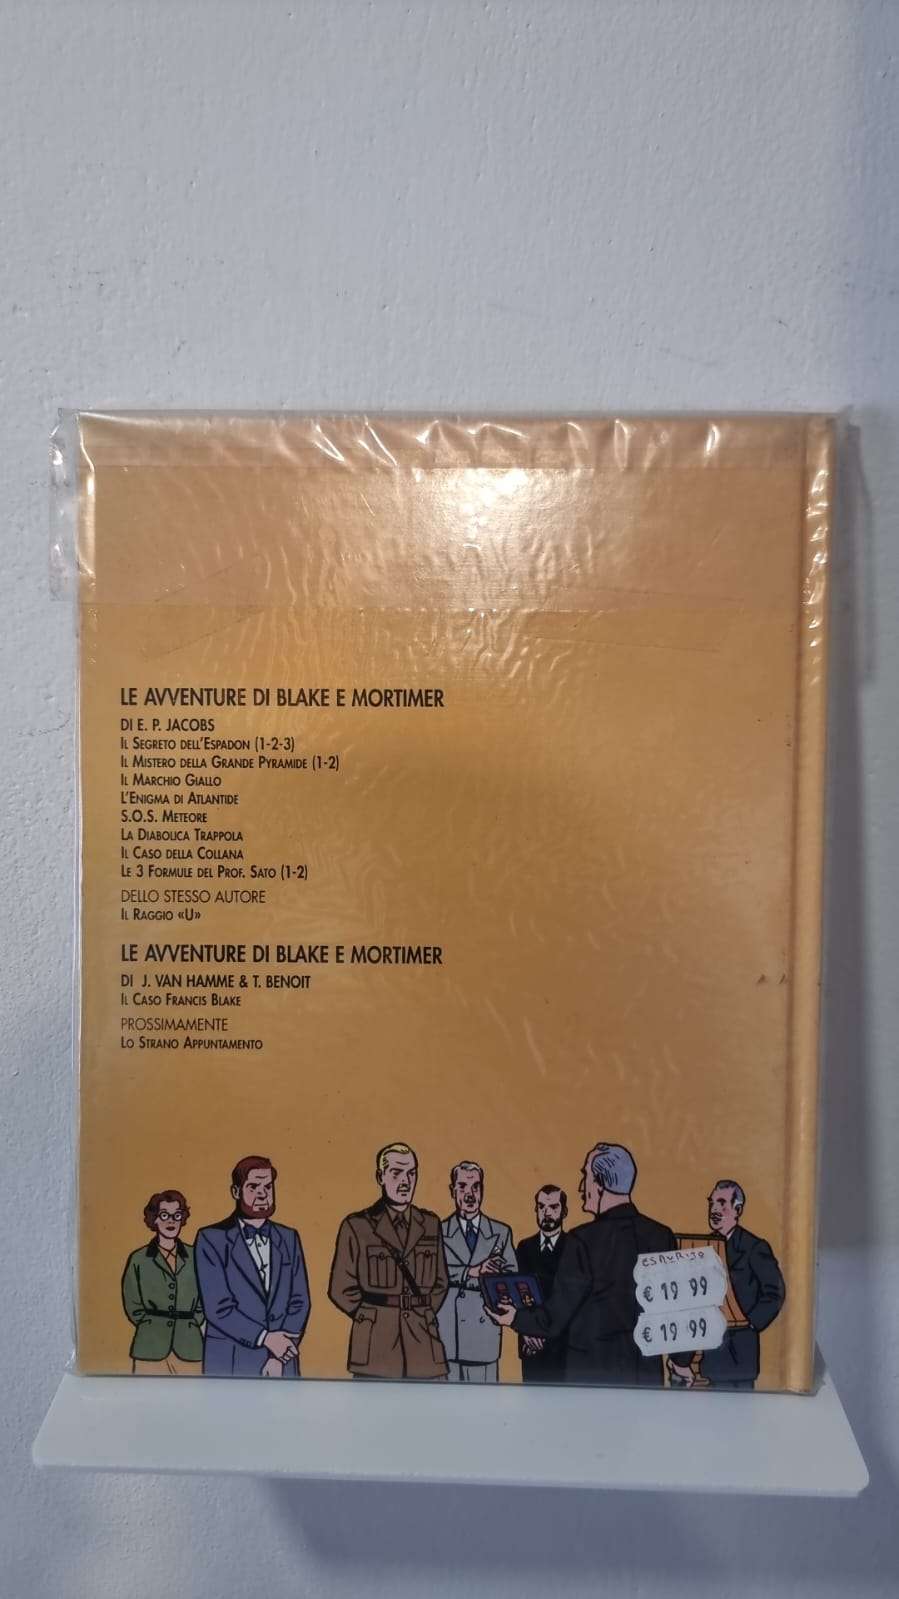 LE AVVENTURE DI BLAKE E MORTIMER
DI E. P. JACOBS
IL SEGRETO DELL'ESPADON (1-2-3)
IL MISTERO DELLA GRANDE PYRAMIDE (1-2)
IL MARCHIO GIALLO
L'ENIGMA DI ATLANTIDE
S.O.S. METEORE
LA DIABOLICA TRAPPOLA
IL CASO DELLA COLLANA
LE 3 FORMULE DEL PROF. SATO (1-2)
DELLO STESSO AUTORE
IL RAGGIO «U»
LE AVVENTURE DI BLAKE E MORTIMER
DI J. VAN HAMME & T. BENOIT
IL CASO FRANCIS BLAKE
PROSSIMAMENTE
LO STRANO APPUNTAMENTO
ESAURITO
€ 19 99
€ 19 99